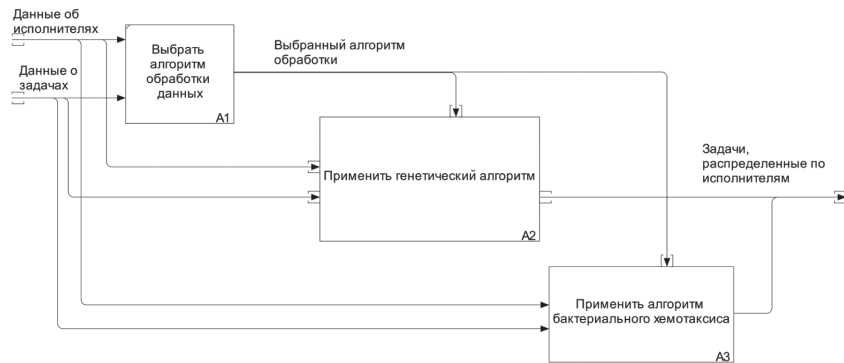 Данные об
исполнителях
Данные о
задачах
Выбрать
алгоритм
обработки
данных
A1
Выбранный алгоритм
обработки
Применить генетический алгоритм
A2
Задачи,
распределенные по
исполнителям
Применить алгоритм
бактериального хемотаксиса
A3